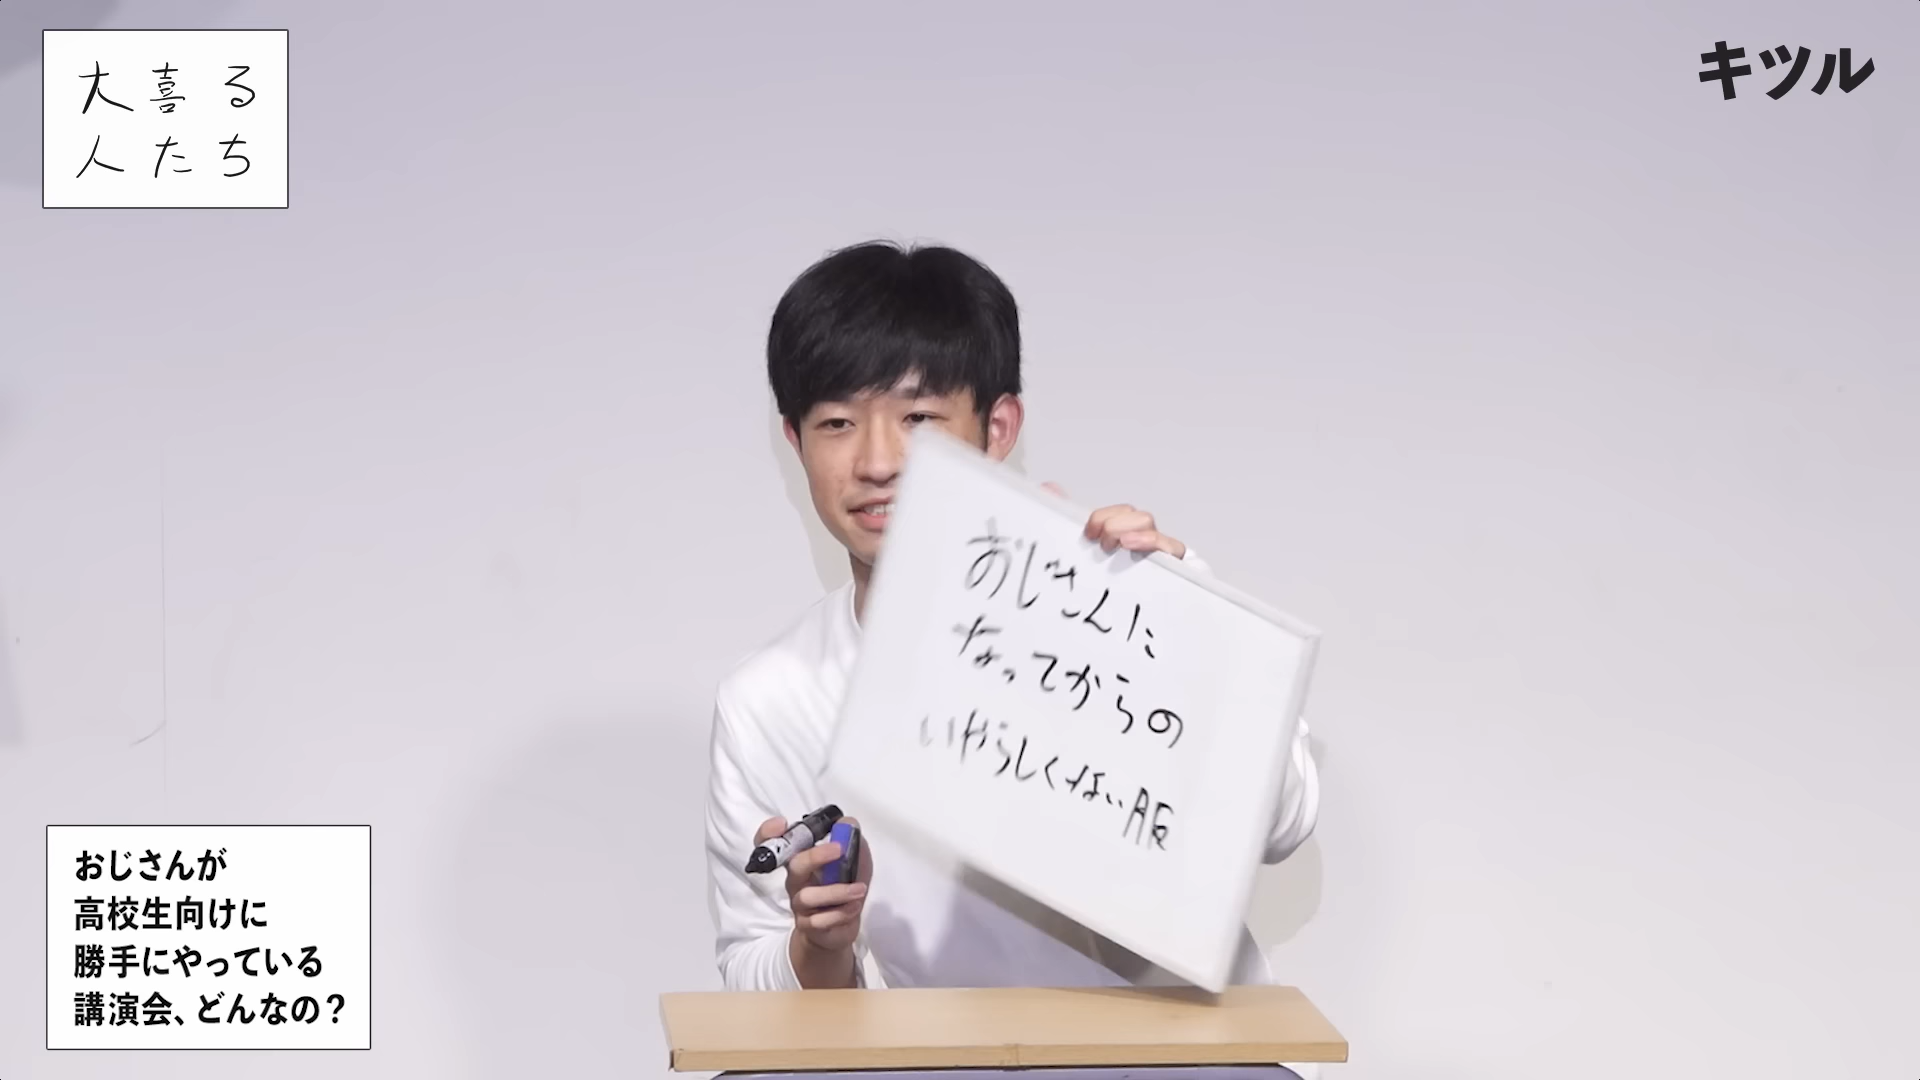 大喜る
人たち
キツル
おじさんに
なってからの
いやらしくない服
おじさんが
高校生向けに
勝手にやっている
講演会、どんなの？